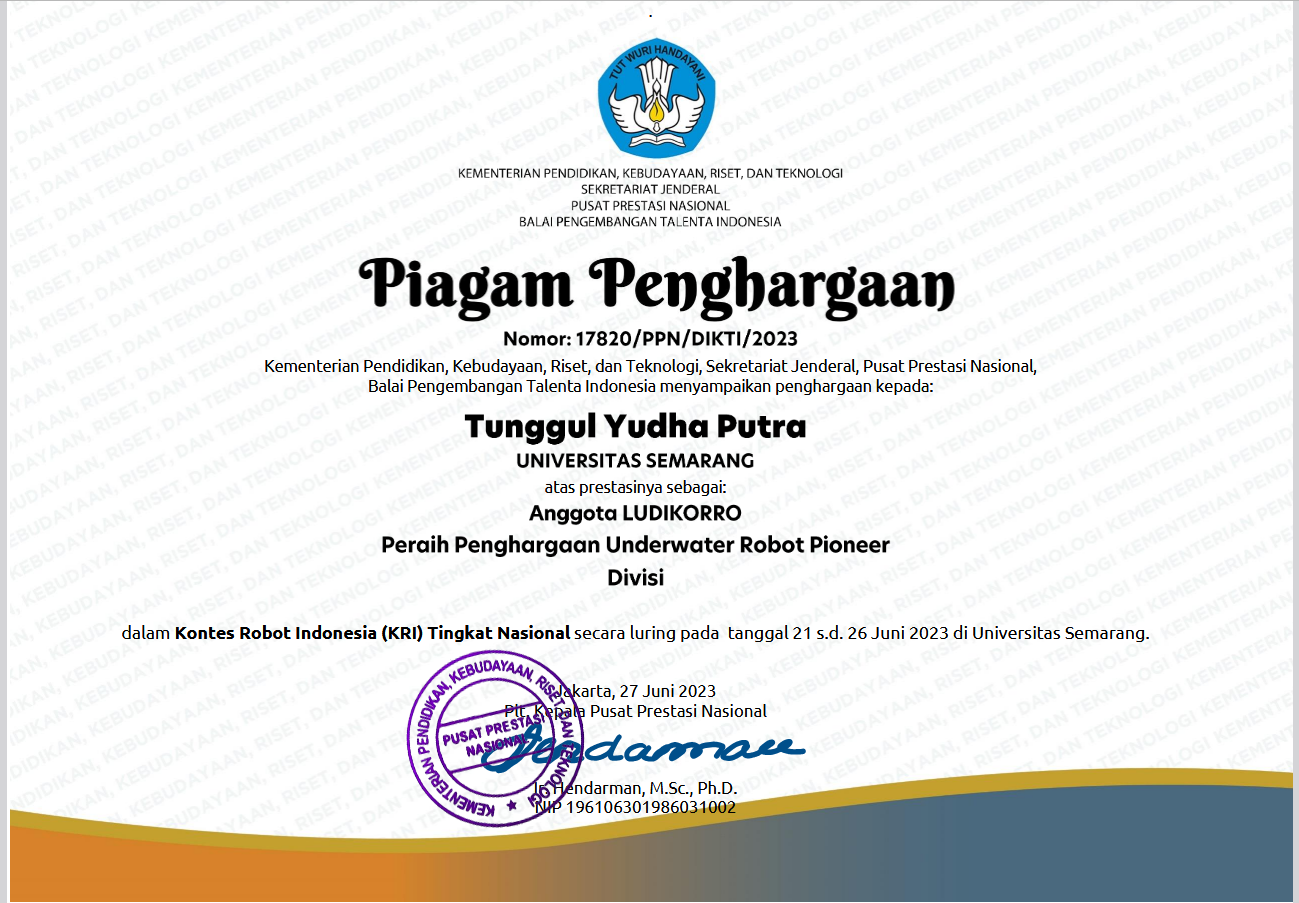 .
TUT WURI HANDAYANI
KEMENTERIAN PENDIDIKAN, KEBUDAYAAN, RISET, DAN TEKNOLOGI
SEKRETARIAT JENDERAL
PUSAT PRESTASI NASIONAL
BALAI PENGEMBANGAN TALENTA INDONESIA
Piagam Penghargaan
Nomor: 17820/PPN/DIKTI/2023
Kementerian Pendidikan, Kebudayaan, Riset, dan Teknologi, Sekretariat Jenderal, Pusat Prestasi Nasional,
Balai Pengembangan Talenta Indonesia menyampaikan penghargaan kepada:
Tunggul Yudha Putra
UNIVERSITAS SEMARANG
atas prestasinya sebagai:
Anggota LUDIKORRO
Peraih Penghargaan Underwater Robot Pioneer
Divisi
dalam Kontes Robot Indonesia (KRI) Tingkat Nasional secara luring pada tanggal 21 s.d. 26 Juni 2023 di Universitas Semarang.
Jakarta, 27 Juni 2023
Plt. Kepala Pusat Prestasi Nasional
KEMENTERIAN PENDIDIKAN, KEBUDAYAAN, RISET, DAN TEKNOLOGI
PUSAT PRESTASI
NASIONAL
Hendarman
Ir. Hendarman, M.Sc., Ph.D.
NIP 196106301986031002